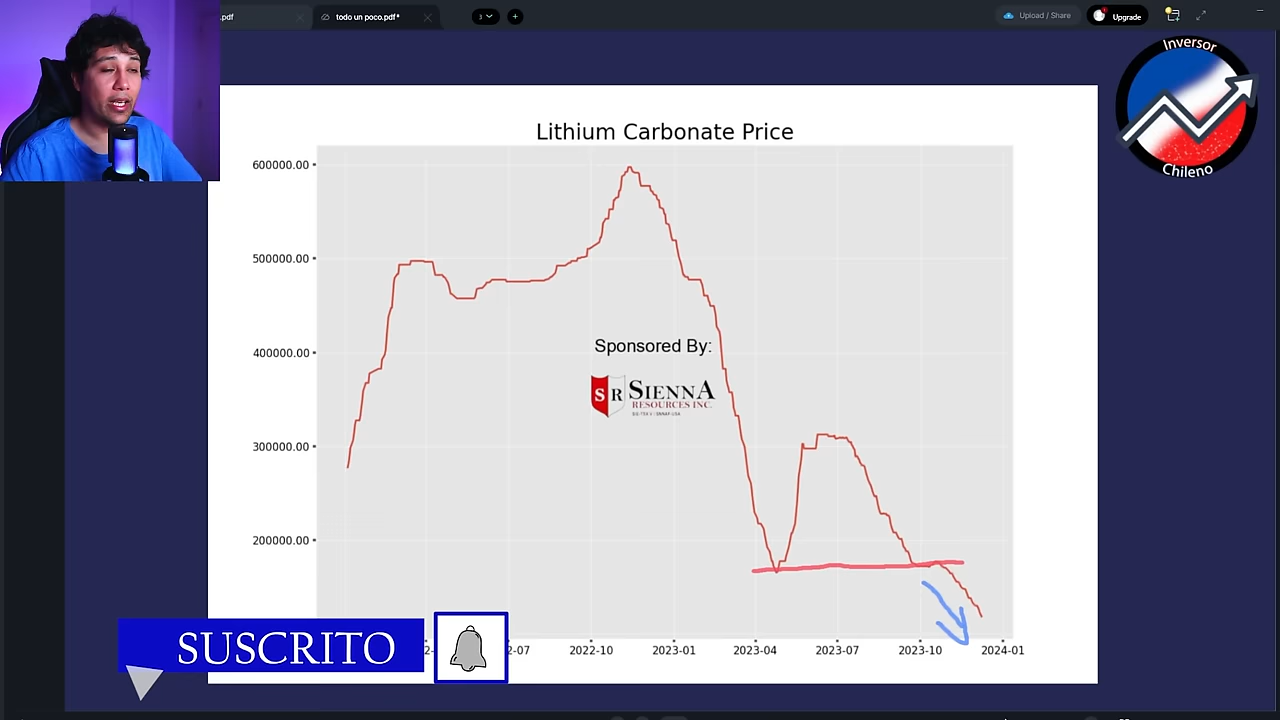 .pdf
todo un poco.pdf*
3
Upload / Share
Upgrade
Inversor
Chileno
Lithium Carbonate Price
600000.00
500000.00
400000.00
300000.00
200000.00
Sponsored By:
S R SIENNA
RESOURCES INC.
2-07
2022-10
2023-01
2023-04
2023-07
2023-10
2024-01
SUSCRITO